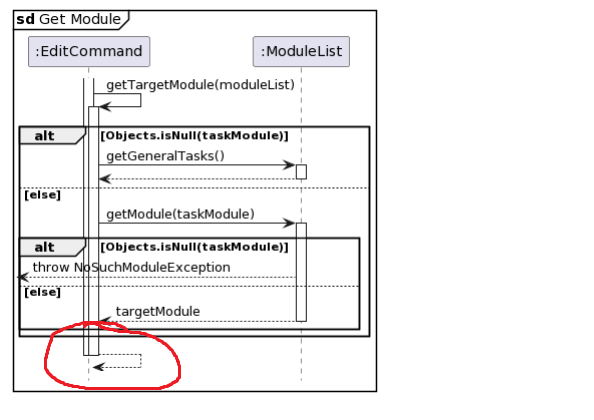 sd Get Module
:EditCommand
:ModuleList
getTargetModule(moduleList)
alt [Objects.isNull(taskModule)]
getGeneralTasks()
[else]
getModule(taskModule)
alt [Objects.isNull(taskModule)]
throw NoSuchModuleException
[else]
targetModule